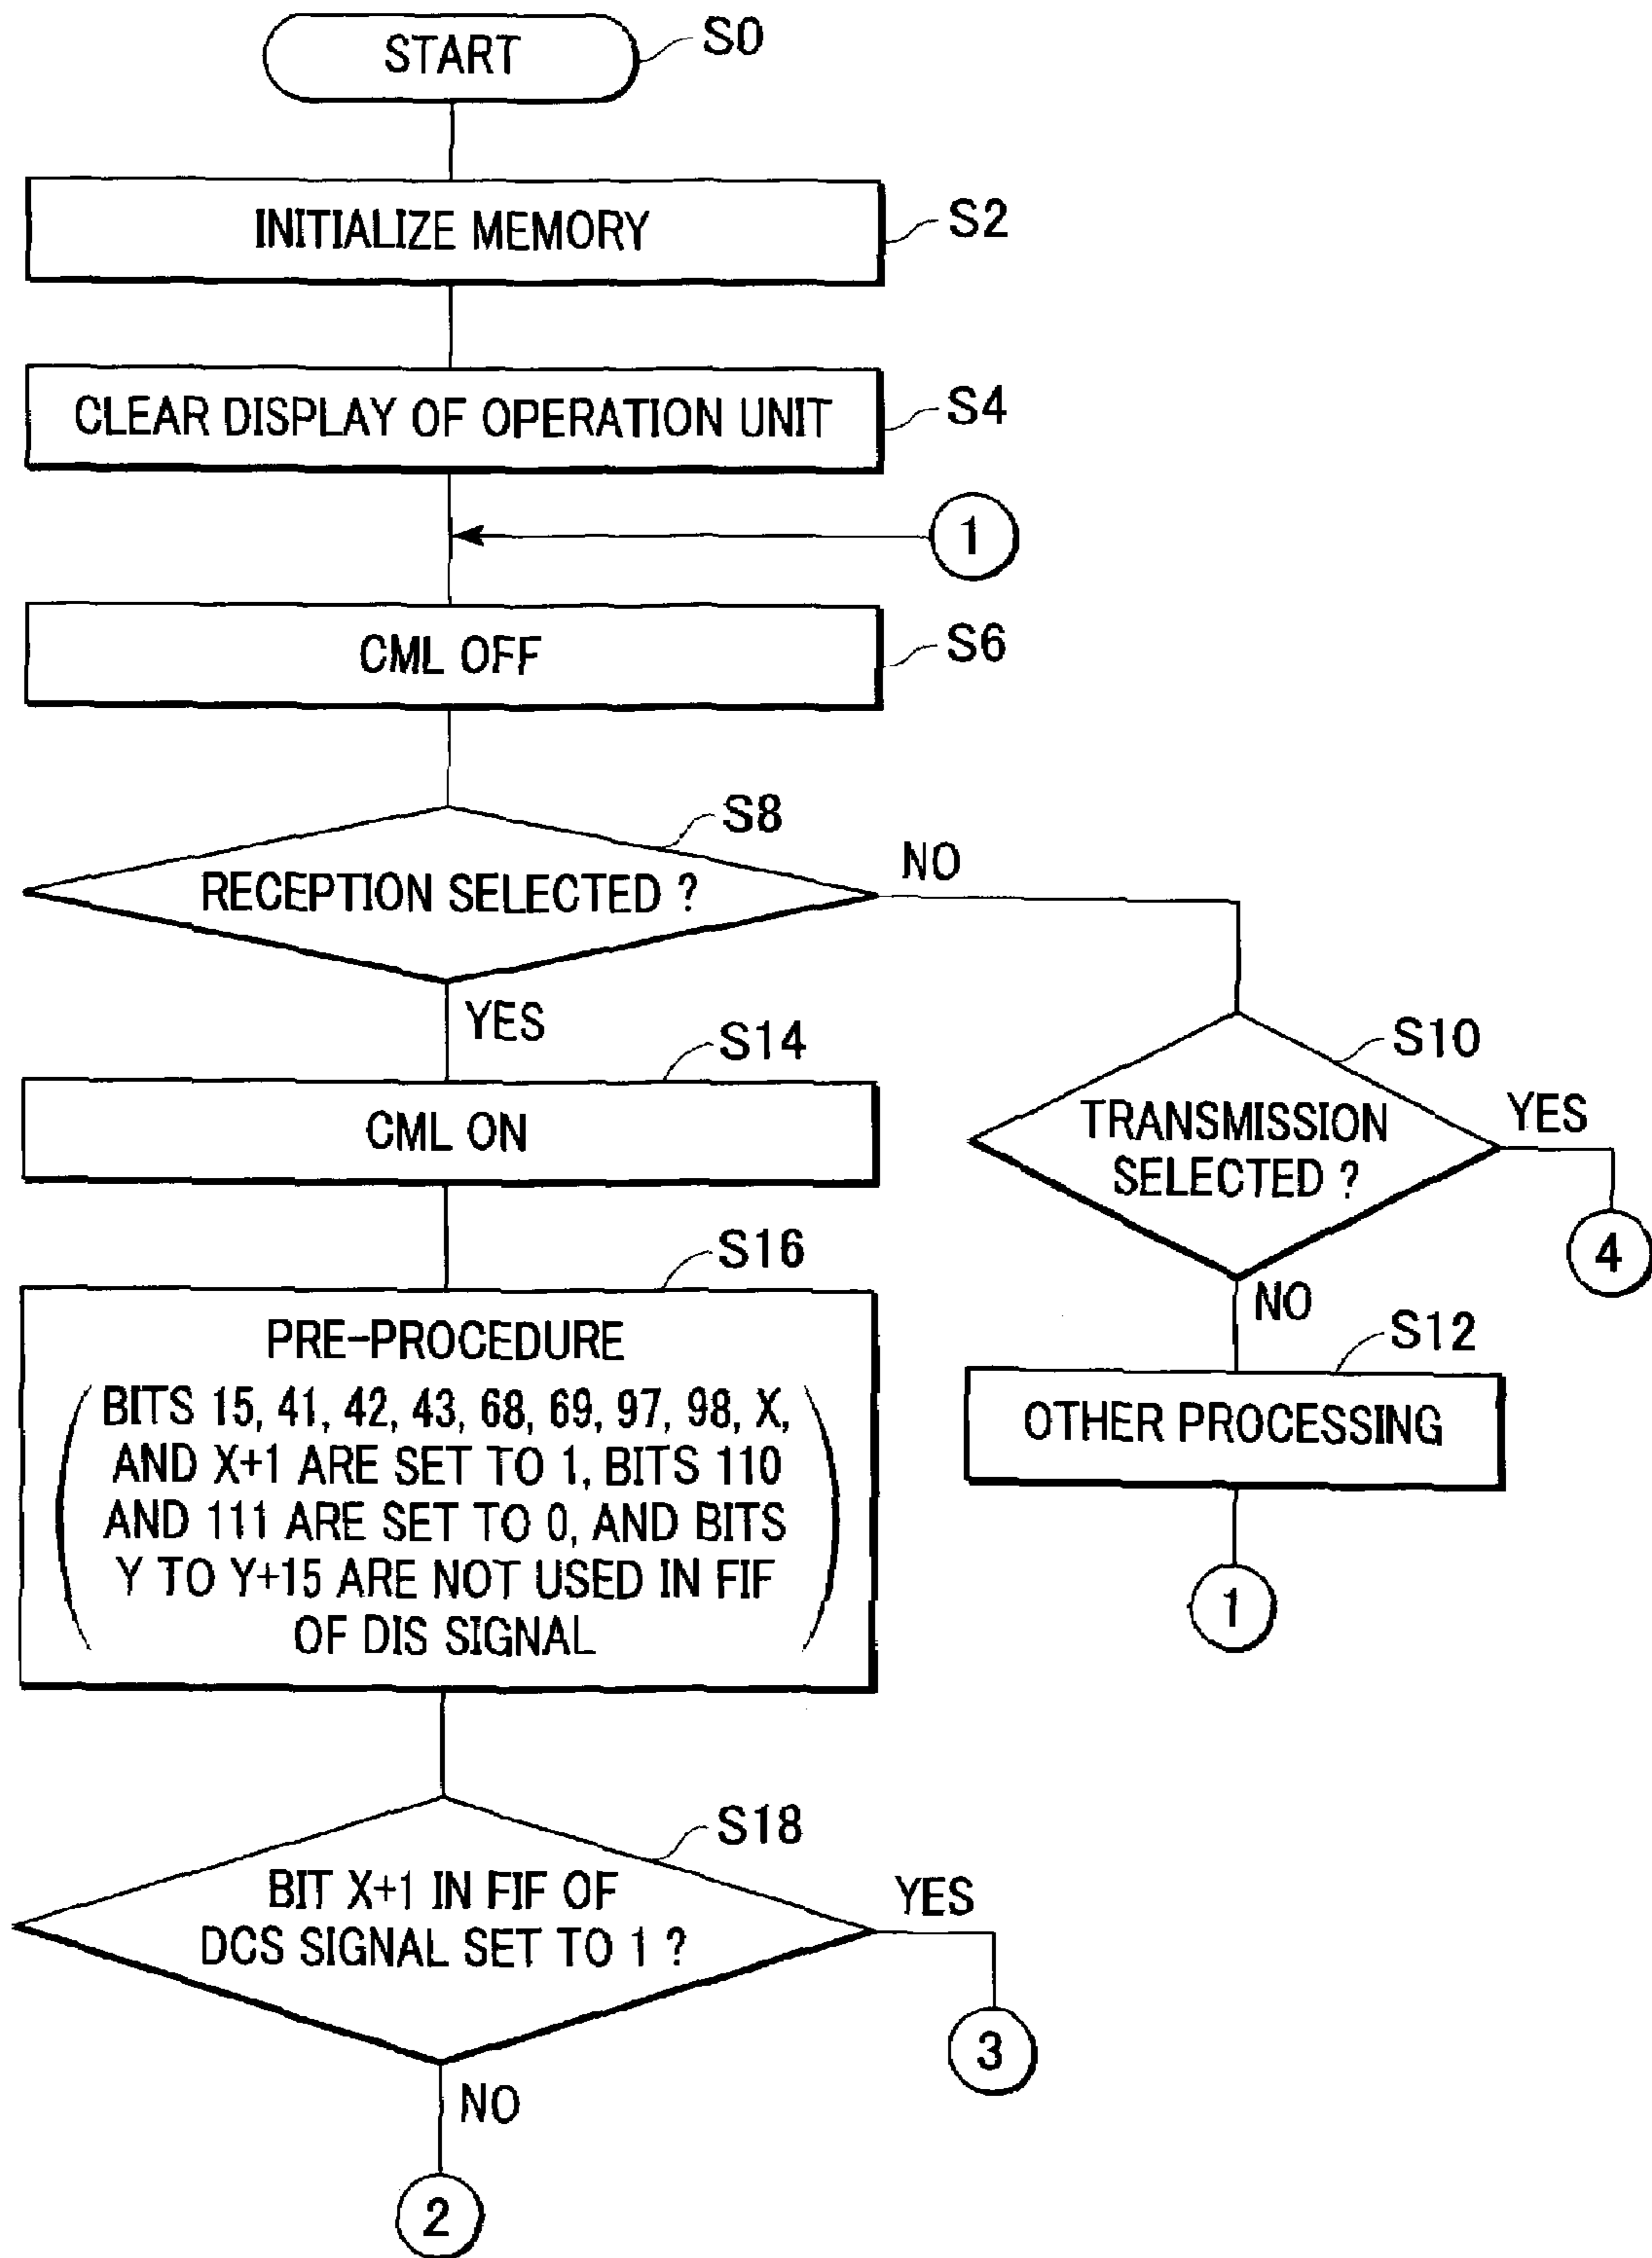 START
S0
INITIALIZE MEMORY
S2
CLEAR DISPLAY OF OPERATION UNIT
S4
1
CML OFF
S6
S8
RECEPTION SELECTED ?
NO
YES
S14
CML ON
S10
TRANSMISSION
SELECTED ?
YES
4
NO
S12
OTHER PROCESSING
1
S16
PRE-PROCEDURE
BITS 15, 41, 42, 43, 68, 69, 97, 98, X,
AND X+1 ARE SET TO 1, BITS 110
AND 111 ARE SET TO 0, AND BITS
Y TO Y+15 ARE NOT USED IN FIF
OF DIS SIGNAL
S18
BIT X+1 IN FIF OF
DCS SIGNAL SET TO 1 ?
YES
3
NO
2